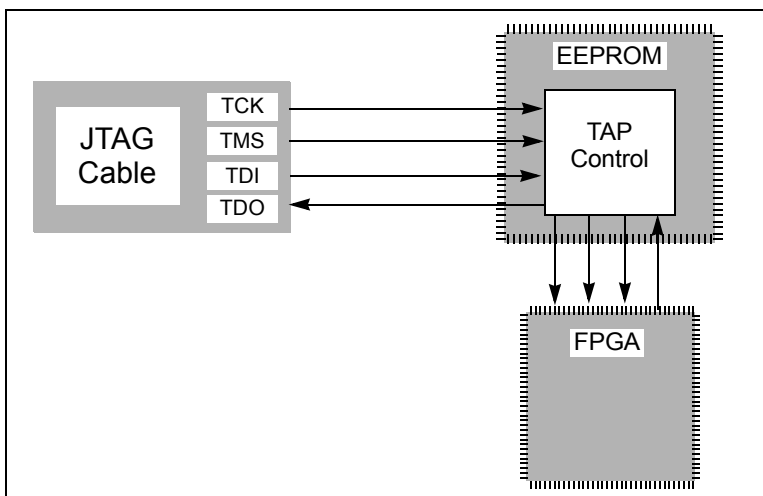 EEPROM
JTAG
Cable
TCK
TMS
TDI
TDO
TAP
Control
FPGA